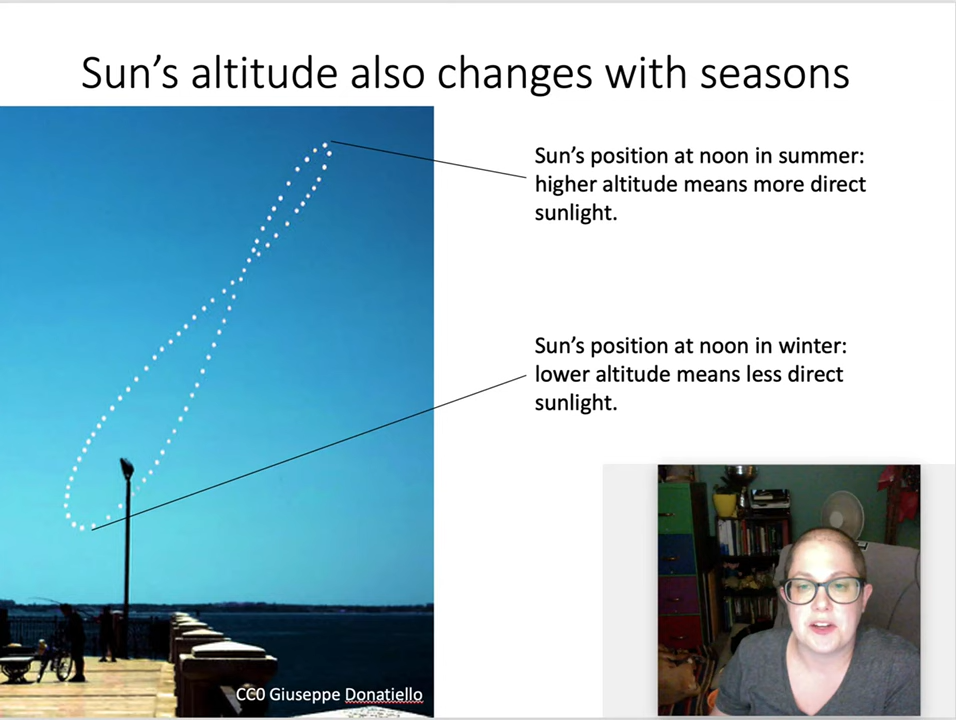 Sun’s altitude also changes with seasons
Sun’s position at noon in summer:
higher altitude means more direct
sunlight.
Sun’s position at noon in winter:
lower altitude means less direct
sunlight.
CC0 Giuseppe Donatiello